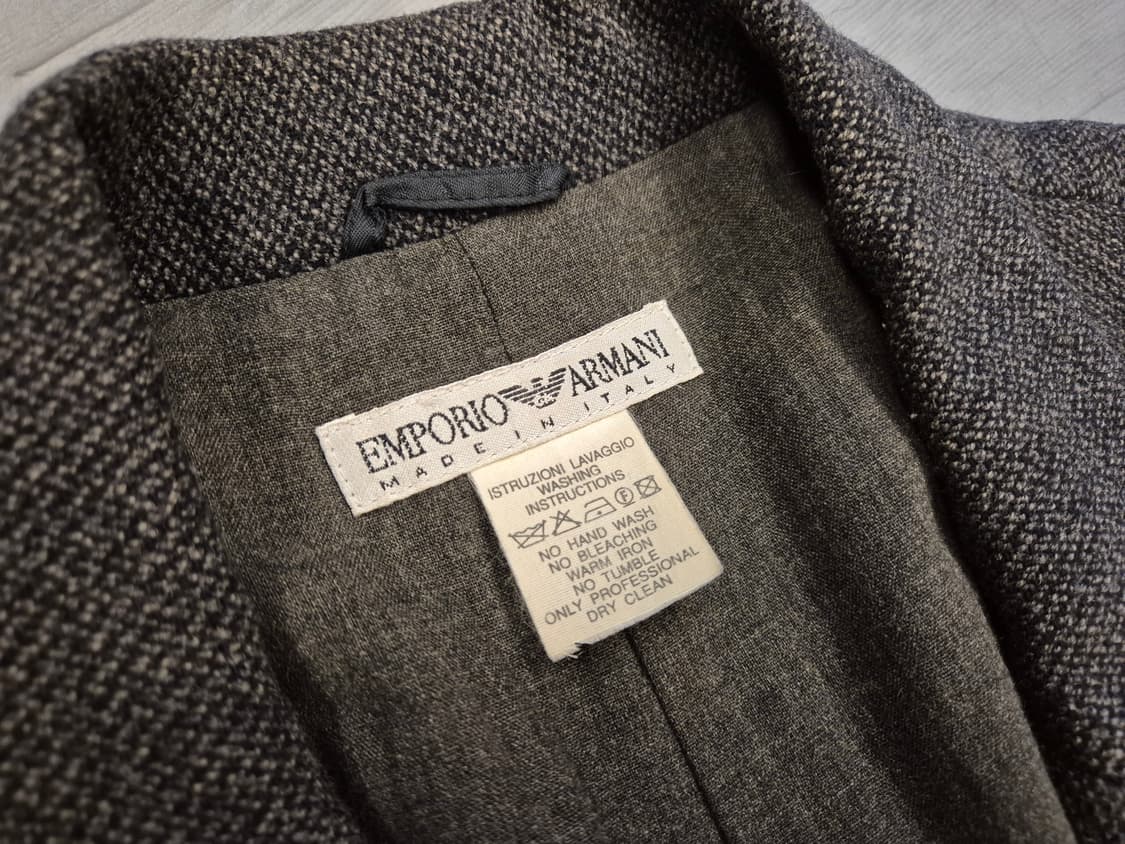 EMPORIO ARMANI
MADE IN ITALY
ISTRUZIONI LAVAGGIO
WASHING
INSTRUCTIONS
F
NO HAND WASH
NO BLEACHING
WARM IRON
NO TUMBLE
ONLY PROFESSIONAL
DRY CLEAN